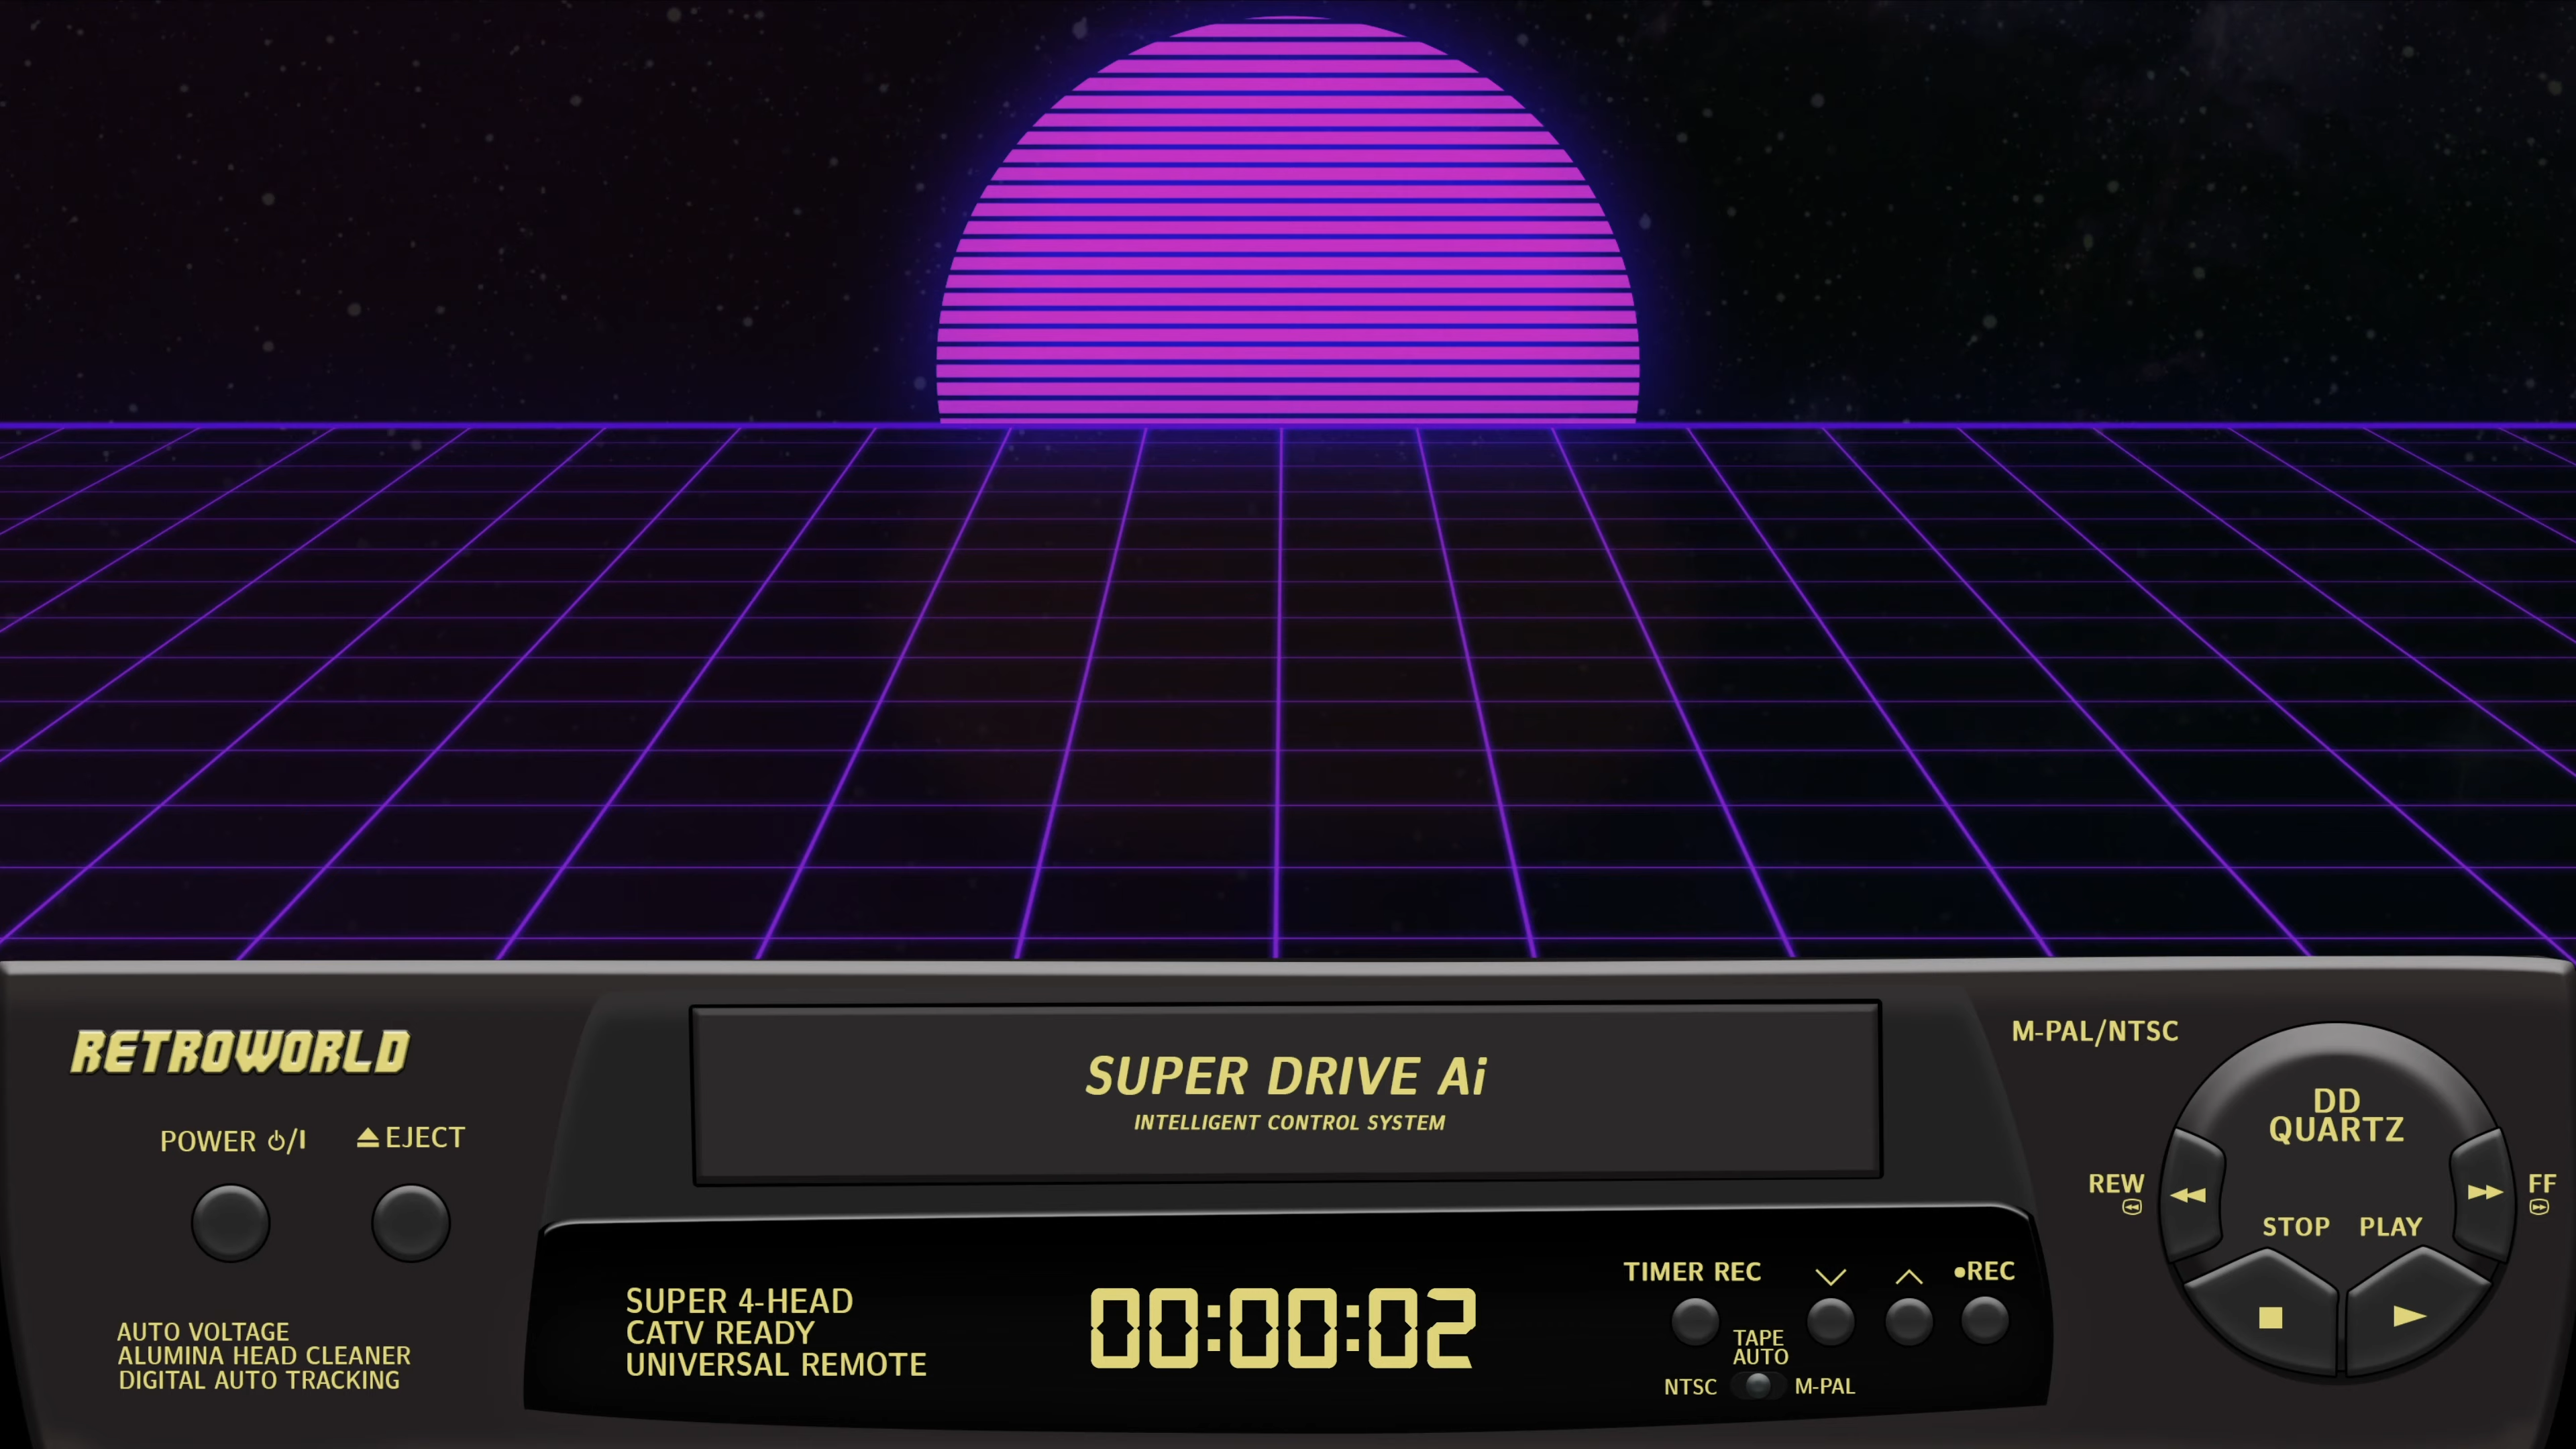 RETROWORLD
POWER ⏻/I
⏏EJECT
AUTO VOLTAGE
ALUMINA HEAD CLEANER
DIGITAL AUTO TRACKING
SUPER DRIVE Ai
INTELLIGENT CONTROL SYSTEM
SUPER 4-HEAD
CATV READY
UNIVERSAL REMOTE
00:00:02
TIMER REC
•REC
TAPE
AUTO
NTSC
M-PAL
M-PAL/NTSC
DD
QUARTZ
REW
FF
STOP
PLAY